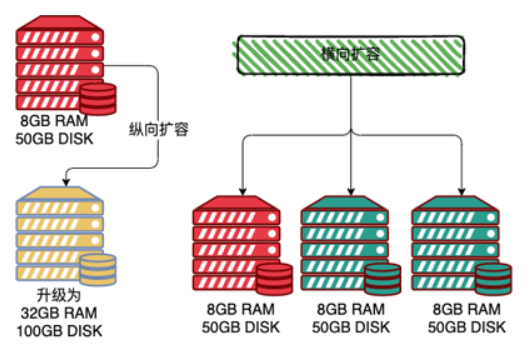 8GB RAM
50GB DISK
纵向扩容
升级为
32GB RAM
100GB DISK
横向扩容
8GB RAM
50GB DISK
8GB RAM
50GB DISK
8GB RAM
50GB DISK